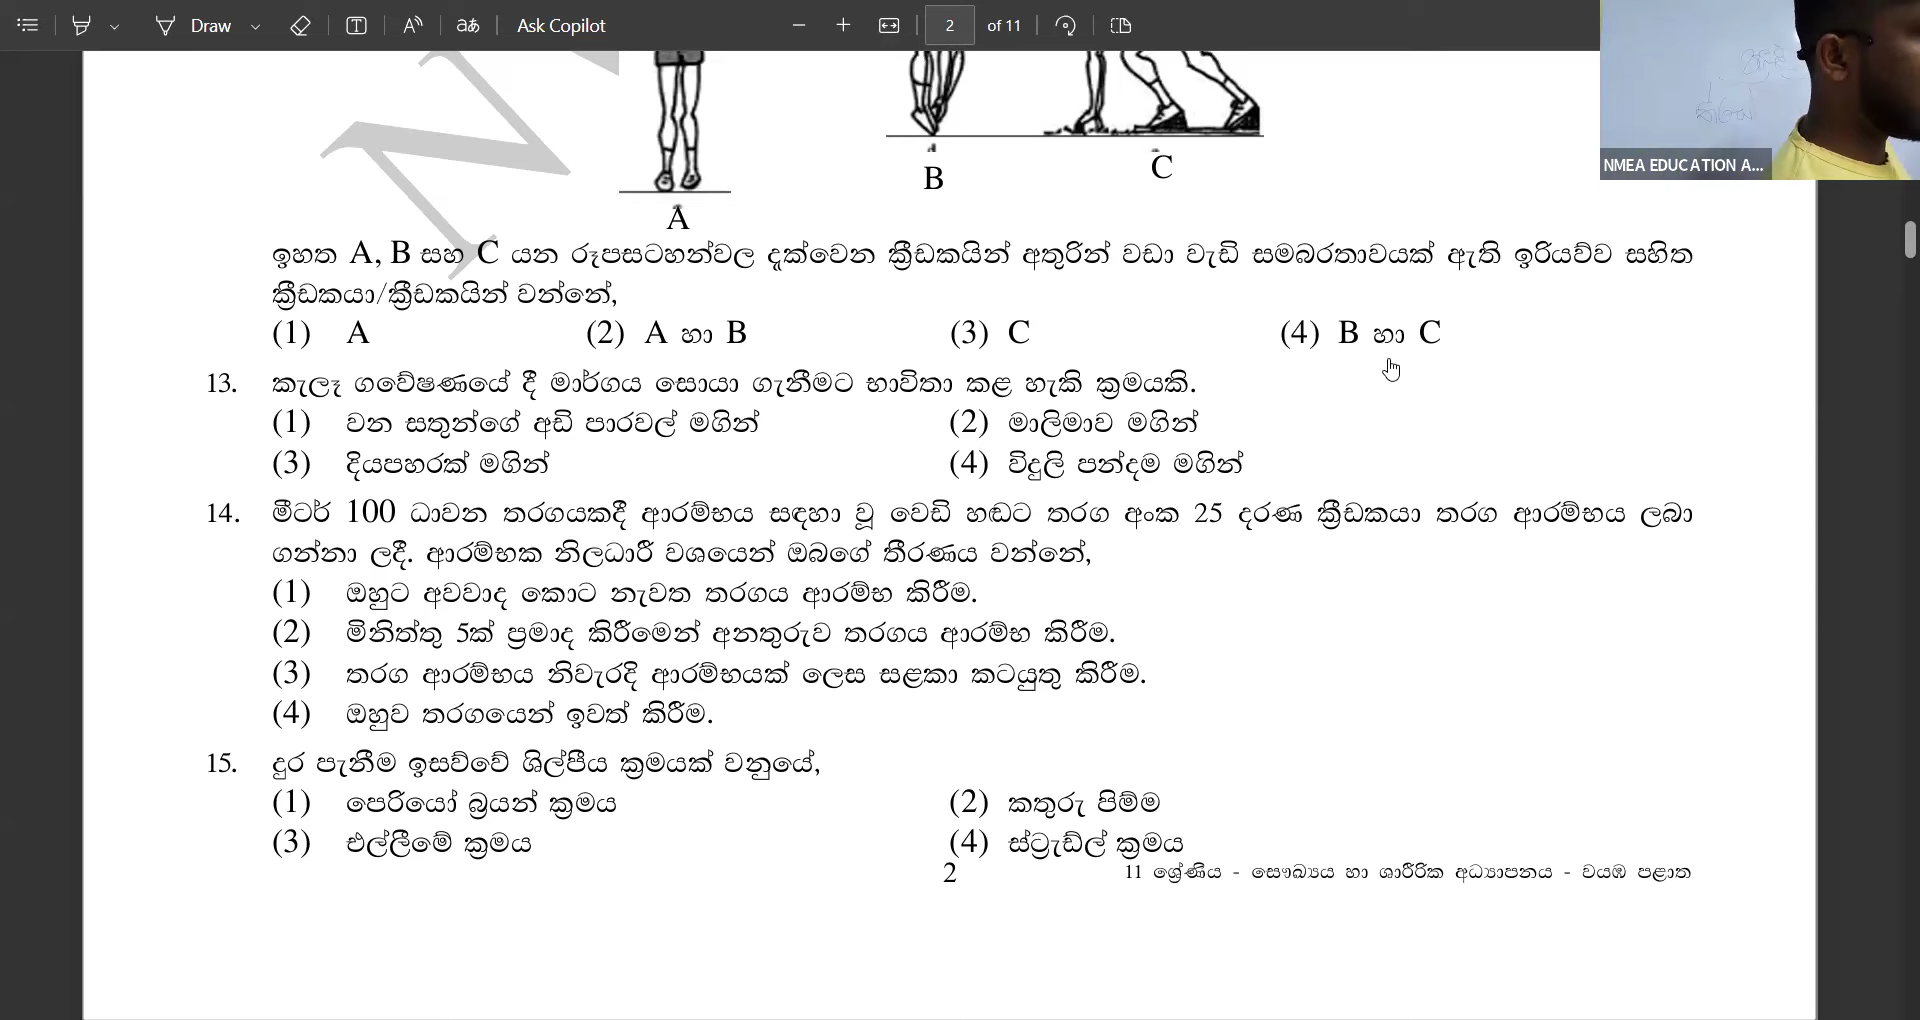 Draw
Ask Copilot
2 of 11
NMEA EDUCATION A...
A
B
C
ඉහත A, B සහ C යන රූපසටහන්වල දැක්වෙන ක්‍රීඩකයින් අතුරින් වඩා වැඩි සමබරතාවයක් ඇති ඉරියව්ව සහිත
ක්‍රීඩකයා/ක්‍රීඩකයින් වන්නේ,
(1) A (2) A හා B (3) C (4) B හා C
13. කැලෑ ගවේෂණයේ දී මාර්ගය සොයා ගැනීමට භාවිතා කළ හැකි ක්‍රමයකි.
(1) වන සතුන්ගේ අඩි පාරවල් මගින් (2) මාලිමාව මගින්
(3) දියපහරක් මගින් (4) විදුලි පන්දම මගින්
14. මීටර් 100 ධාවන තරගයකදී ආරම්භය සඳහා වූ වෙඩි හඬට තරග අංක 25 දරණ ක්‍රීඩකයා තරග ආරම්භය ලබා
ගන්නා ලදී. ආරම්භක නිලධාරී වශයෙන් ඔබගේ තීරණය වන්නේ,
(1) ඔහුට අවවාද කොට නැවත තරගය ආරම්භ කිරීම.
(2) මිනිත්තු 5ක් ප්‍රමාද කිරීමෙන් අනතුරුව තරගය ආරම්භ කිරීම.
(3) තරග ආරම්භය නිවැරදි ආරම්භයක් ලෙස සළකා කටයුතු කිරීම.
(4) ඔහුව තරගයෙන් ඉවත් කිරීම.
15. දුර පැනීම ඉසව්වේ ශිල්පීය ක්‍රමයක් වනුයේ,
(1) පෙරියෝ බ්‍රයන් ක්‍රමය (2) කතුරු පිම්ම
(3) එල්ලීමේ ක්‍රමය (4) ස්ට්‍රැඩ්ල් ක්‍රමය
2 11 ශ්‍රේණිය - සෞඛ්‍යය හා ශාරීරික අධ්‍යාපනය - වයඹ පළාත